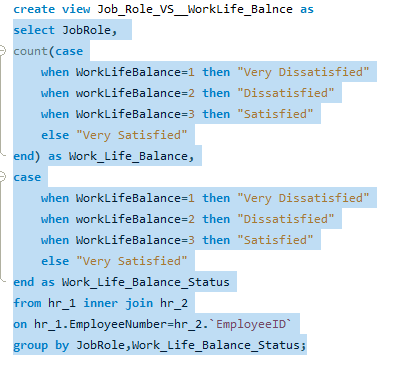 create view Job_Role_VS__WorkLife_Balnce as
select JobRole,
count(case
when WorkLifeBalance=1 then "Very Dissatisfied"
when workLifeBalance=2 then "Dissatisfied"
when WorkLifeBalance=3 then "Satisfied"
else "Very Satisfied"
end) as Work_Life_Balance,
case
when WorkLifeBalance=1 then "Very Dissatisfied"
when workLifeBalance=2 then "Dissatisfied"
when WorkLifeBalance=3 then "Satisfied"
else "Very Satisfied"
end as Work_Life_Balance_Status
from hr_1 inner join hr_2
on hr_1.EmployeeNumber=hr_2.`EmployeeID`
group by JobRole,Work_Life_Balance_Status;